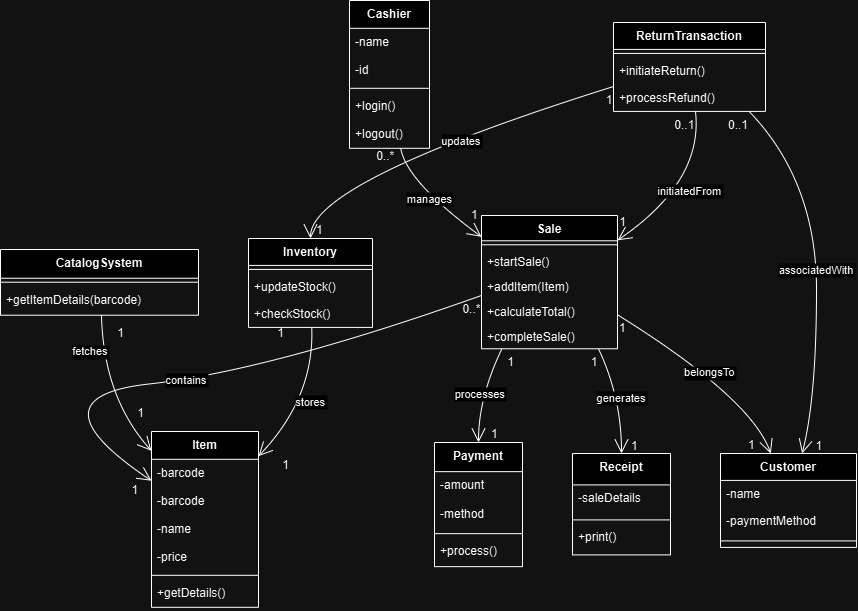 Cashier
-name
-id
+login()
+logout()
0..*
ReturnTransaction
+initiateReturn()
+processRefund()
1
0..1
0..1
updates
manages
initiatedFrom
associatedWith
1
1
1
Inventory
+updateStock()
+checkStock()
1
Sale
+startSale()
+addItem(Item)
+calculateTotal()
+completeSale()
0..*
1
1
1
CatalogSystem
+getItemDetails(barcode)
1
fetches
contains
stores
processes
generates
belongsTo
1
1
1
1
1
1
1
Item
-barcode
-barcode
-name
-price
+getDetails()
Payment
-amount
-method
+process()
Receipt
-saleDetails
+print()
Customer
-name
-paymentMethod